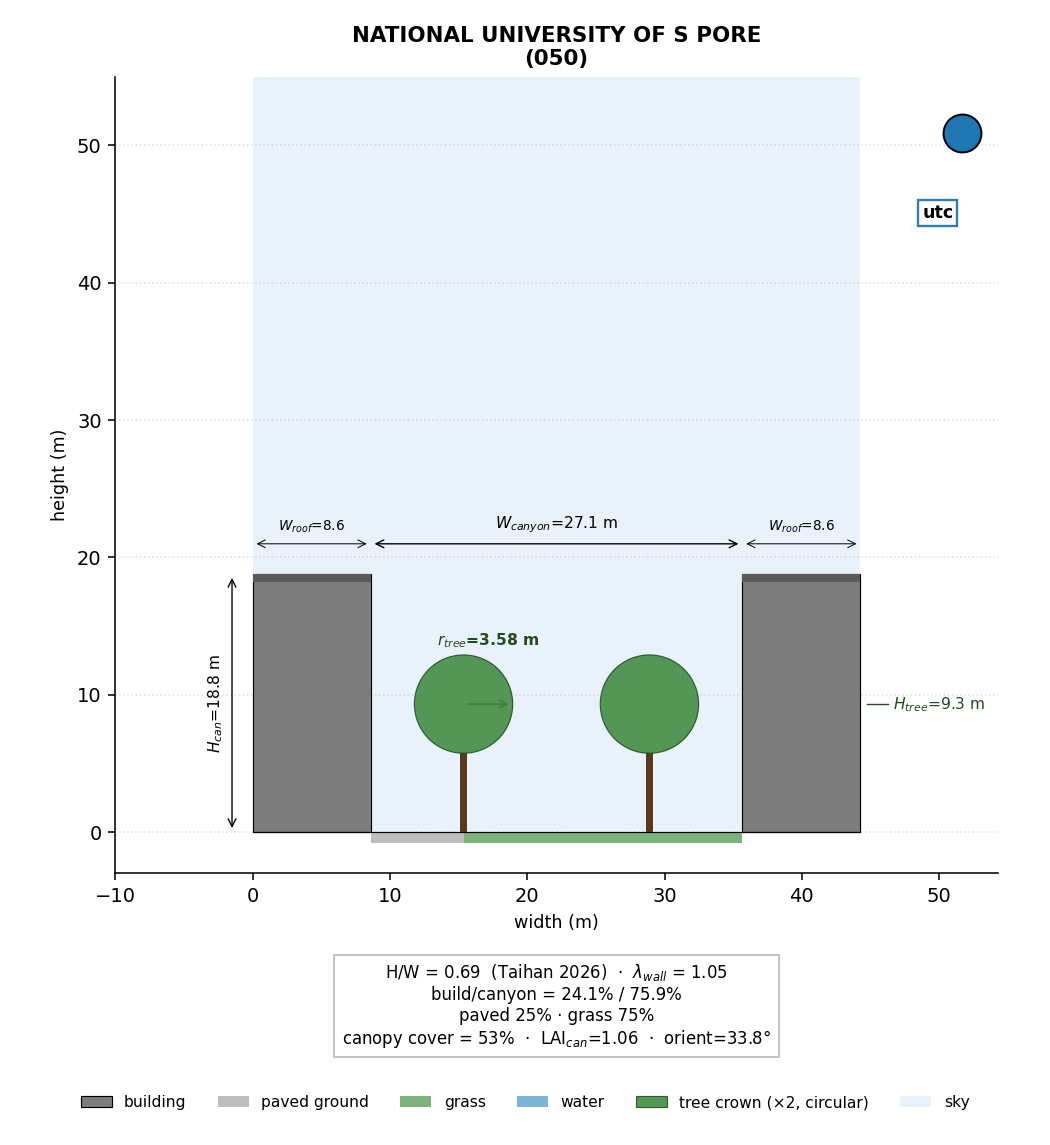 NATIONAL UNIVERSITY OF S PORE
(050)
50
40
30
20
10
0
height (m)
utc
W_roof=8.6
W_canyon=27.1 m
W_roof=8.6
r_tree=3.58 m
H_can=18.8 m
H_tree=9.3 m
−10 0 10 20 30 40 50
width (m)
H/W = 0.69 (Taihan 2026) · λ_wall = 1.05
build/canyon = 24.1% / 75.9%
paved 25% · grass 75%
canopy cover = 53% · LAI_can=1.06 · orient=33.8°
building paved ground grass water tree crown (×2, circular) sky